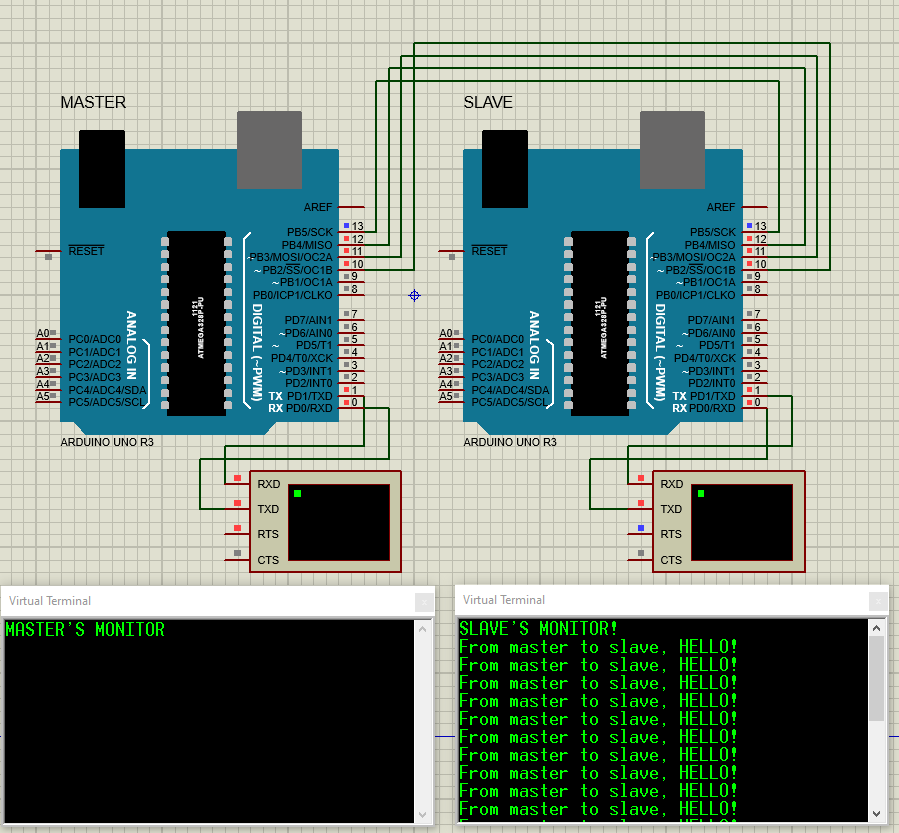 MASTER
SLAVE
AREF
PB5/SCK 13
PB4/MISO 12
~PB3/MOSI/OC2A 11
~PB2/SS/OC1B 10
~PB1/OC1A 9
PB0/ICP1/CLKO 8
PD7/AIN1 7
~PD6/AIN0 6
~PD5/T1 5
PD4/T0/XCK 4
~PD3/INT1 3
PD2/INT0 2
TX PD1/TXD 1
RX PD0/RXD 0
RESET
A0 PC0/ADC0
A1 PC1/ADC1
A2 PC2/ADC2
A3 PC3/ADC3
A4 PC4/ADC4/SDA
A5 PC5/ADC5/SCL
ANALOG IN
1121
ATMEGA328P-PU
DIGITAL (~PWM)
ARDUINO UNO R3
AREF
PB5/SCK 13
PB4/MISO 12
~PB3/MOSI/OC2A 11
~PB2/SS/OC1B 10
~PB1/OC1A 9
PB0/ICP1/CLKO 8
PD7/AIN1 7
~PD6/AIN0 6
~PD5/T1 5
PD4/T0/XCK 4
~PD3/INT1 3
PD2/INT0 2
TX PD1/TXD 1
RX PD0/RXD 0
RESET
A0 PC0/ADC0
A1 PC1/ADC1
A2 PC2/ADC2
A3 PC3/ADC3
A4 PC4/ADC4/SDA
A5 PC5/ADC5/SCL
ANALOG IN
1121
ATMEGA328P-PU
DIGITAL (~PWM)
ARDUINO UNO R3
RXD
TXD
RTS
CTS
RXD
TXD
RTS
CTS
Virtual Terminal
MASTER'S MONITOR
Virtual Terminal
SLAVE'S MONITOR!
From master to slave, HELLO!
From master to slave, HELLO!
From master to slave, HELLO!
From master to slave, HELLO!
From master to slave, HELLO!
From master to slave, HELLO!
From master to slave, HELLO!
From master to slave, HELLO!
From master to slave, HELLO!
From master to slave, HELLO!